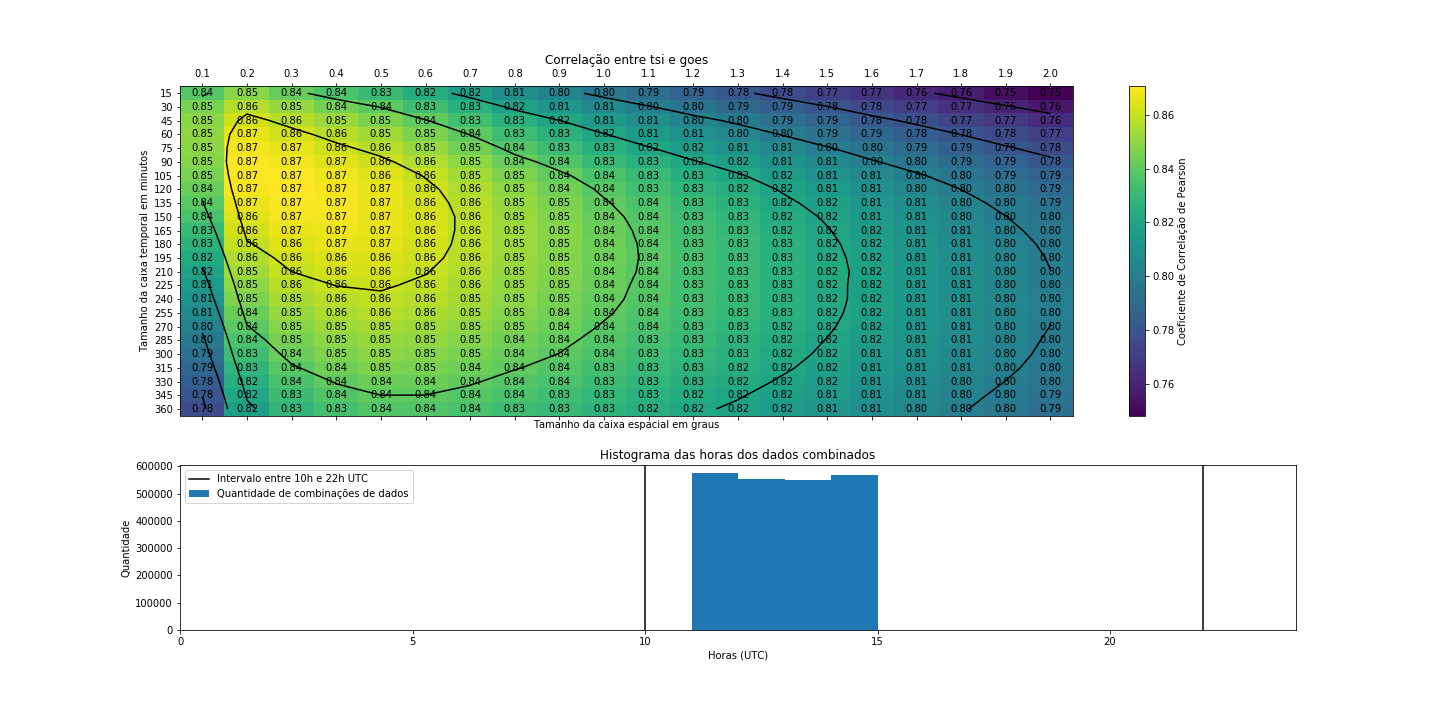 Correlação entre tsi e goes
0.1 0.2 0.3 0.4 0.5 0.6 0.7 0.8 0.9 1.0 1.1 1.2 1.3 1.4 1.5 1.6 1.7 1.8 1.9 2.0
15 0.84 0.85 0.84 0.84 0.83 0.82 0.82 0.81 0.80 0.80 0.79 0.79 0.78 0.78 0.77 0.77 0.76 0.76 0.75 0.75
30 0.85 0.86 0.85 0.84 0.84 0.83 0.83 0.82 0.81 0.81 0.80 0.80 0.79 0.79 0.78 0.78 0.77 0.77 0.76 0.76
45 0.85 0.86 0.86 0.85 0.85 0.84 0.83 0.83 0.82 0.81 0.81 0.80 0.80 0.79 0.79 0.78 0.78 0.77 0.77 0.76
60 0.85 0.87 0.86 0.86 0.85 0.85 0.84 0.83 0.83 0.82 0.81 0.81 0.80 0.80 0.79 0.79 0.78 0.78 0.78 0.77
75 0.85 0.87 0.87 0.86 0.86 0.85 0.85 0.84 0.83 0.83 0.82 0.82 0.81 0.81 0.80 0.80 0.79 0.79 0.78 0.78
90 0.85 0.87 0.87 0.87 0.86 0.85 0.85 0.84 0.84 0.83 0.83 0.82 0.82 0.81 0.81 0.80 0.80 0.79 0.79 0.78
105 0.85 0.87 0.87 0.87 0.86 0.86 0.85 0.85 0.84 0.84 0.83 0.83 0.82 0.82 0.81 0.81 0.80 0.80 0.79 0.79
120 0.84 0.87 0.87 0.87 0.87 0.86 0.85 0.85 0.84 0.84 0.83 0.83 0.82 0.82 0.81 0.81 0.80 0.80 0.80 0.79
135 0.84 0.87 0.87 0.87 0.87 0.86 0.86 0.85 0.85 0.84 0.84 0.83 0.83 0.82 0.82 0.81 0.81 0.80 0.80 0.79
150 0.84 0.86 0.87 0.87 0.87 0.86 0.86 0.85 0.85 0.84 0.84 0.83 0.83 0.82 0.82 0.81 0.81 0.80 0.80 0.80
165 0.83 0.86 0.87 0.87 0.87 0.86 0.86 0.85 0.85 0.84 0.84 0.83 0.83 0.82 0.82 0.82 0.81 0.81 0.80 0.80
180 0.83 0.86 0.86 0.87 0.87 0.86 0.86 0.85 0.85 0.84 0.84 0.83 0.83 0.83 0.82 0.82 0.81 0.81 0.80 0.80
195 0.82 0.86 0.86 0.86 0.86 0.86 0.86 0.85 0.85 0.84 0.84 0.83 0.83 0.83 0.82 0.82 0.81 0.81 0.80 0.80
210 0.82 0.85 0.86 0.86 0.86 0.86 0.85 0.85 0.85 0.84 0.84 0.83 0.83 0.83 0.82 0.82 0.81 0.81 0.80 0.80
225 0.81 0.85 0.85 0.86 0.86 0.86 0.85 0.85 0.85 0.84 0.84 0.83 0.83 0.83 0.82 0.82 0.81 0.81 0.80 0.80
240 0.81 0.85 0.85 0.86 0.86 0.86 0.85 0.85 0.85 0.84 0.84 0.83 0.83 0.83 0.82 0.82 0.81 0.81 0.80 0.80
255 0.81 0.84 0.85 0.85 0.86 0.85 0.85 0.85 0.84 0.84 0.84 0.83 0.83 0.82 0.82 0.82 0.81 0.81 0.80 0.80
270 0.80 0.84 0.85 0.85 0.85 0.85 0.85 0.85 0.84 0.84 0.84 0.83 0.83 0.82 0.82 0.82 0.81 0.81 0.80 0.80
285 0.80 0.84 0.84 0.85 0.85 0.85 0.85 0.84 0.84 0.84 0.83 0.83 0.83 0.82 0.82 0.82 0.81 0.81 0.80 0.80
300 0.79 0.83 0.84 0.85 0.85 0.85 0.85 0.84 0.84 0.84 0.83 0.83 0.82 0.82 0.82 0.81 0.81 0.81 0.80 0.80
315 0.79 0.83 0.84 0.84 0.85 0.85 0.84 0.84 0.84 0.83 0.83 0.83 0.82 0.82 0.82 0.81 0.81 0.81 0.80 0.80
330 0.78 0.82 0.84 0.84 0.84 0.84 0.84 0.84 0.84 0.83 0.83 0.83 0.82 0.82 0.81 0.81 0.81 0.80 0.80 0.80
345 0.78 0.82 0.83 0.84 0.84 0.84 0.84 0.84 0.83 0.83 0.83 0.82 0.82 0.82 0.81 0.81 0.81 0.80 0.80 0.80
360 0.78 0.82 0.83 0.83 0.84 0.84 0.84 0.83 0.83 0.83 0.82 0.82 0.82 0.82 0.81 0.81 0.80 0.80 0.80 0.79
Tamanho da caixa temporal em minutos
Tamanho da caixa espacial em graus
0.86
0.84
0.82
0.80
0.78
0.76
Coeficiente de Correlação de Pearson
Histograma das horas dos dados combinados
Intervalo entre 10h e 22h UTC
Quantidade de combinações de dados
600000
500000
400000
300000
200000
100000
0
Quantidade
0 5 10 15 20
Horas (UTC)